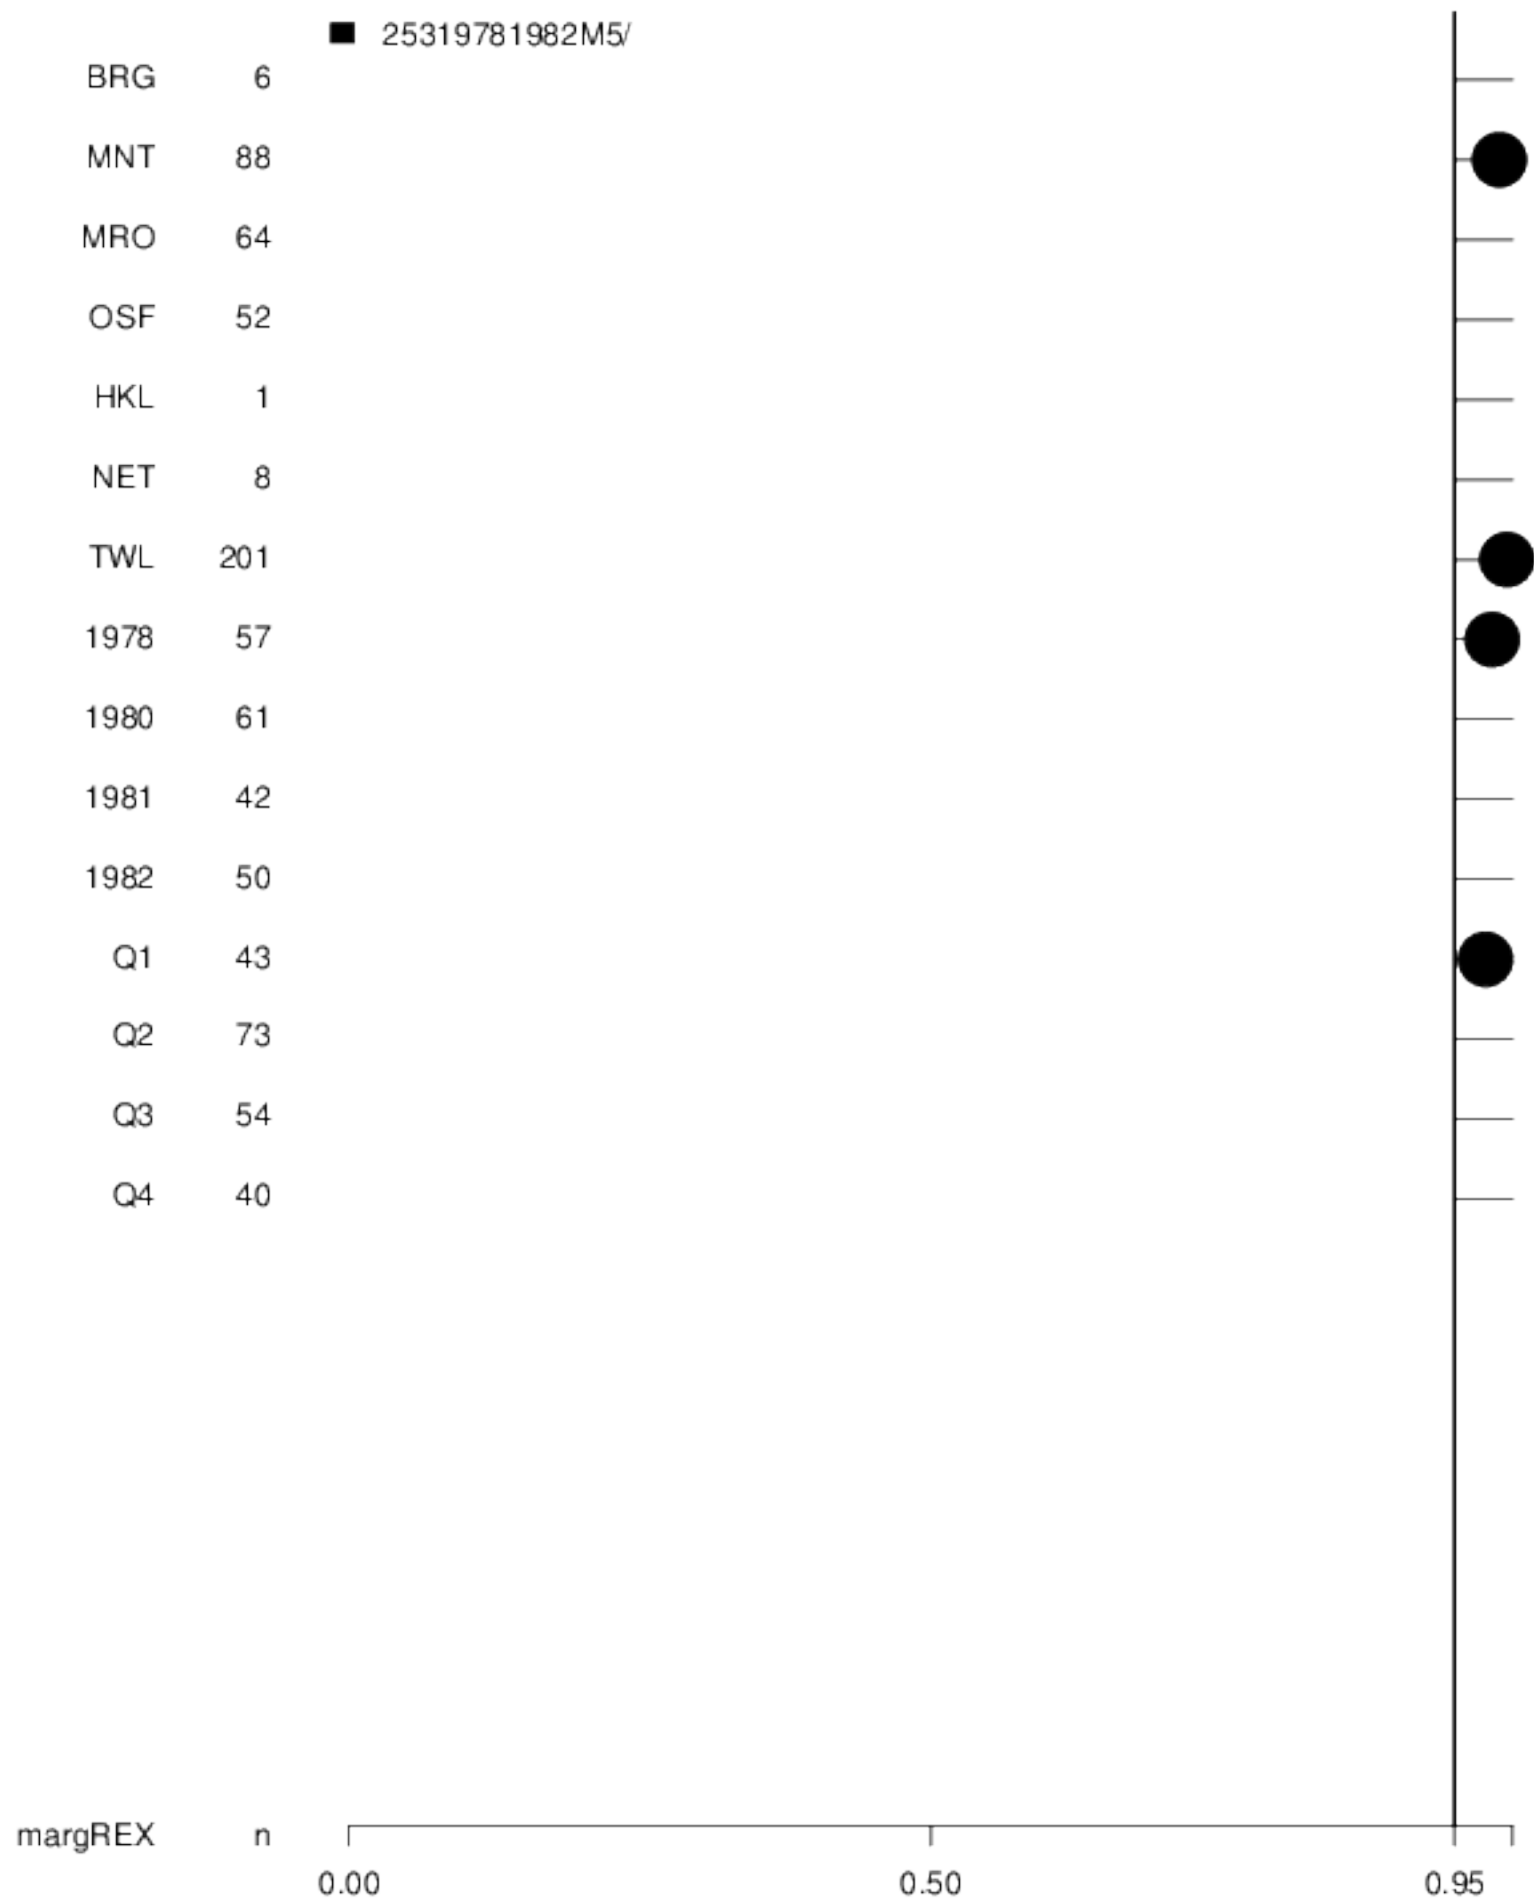 25319781982M5/
BRG 6
MNT 88
MRO 64
OSF 52
HKL 1
NET 8
TWL 201
1978 57
1980 61
1981 42
1982 50
Q1 43
Q2 73
Q3 54
Q4 40
margREX n
0.00 0.50 0.95